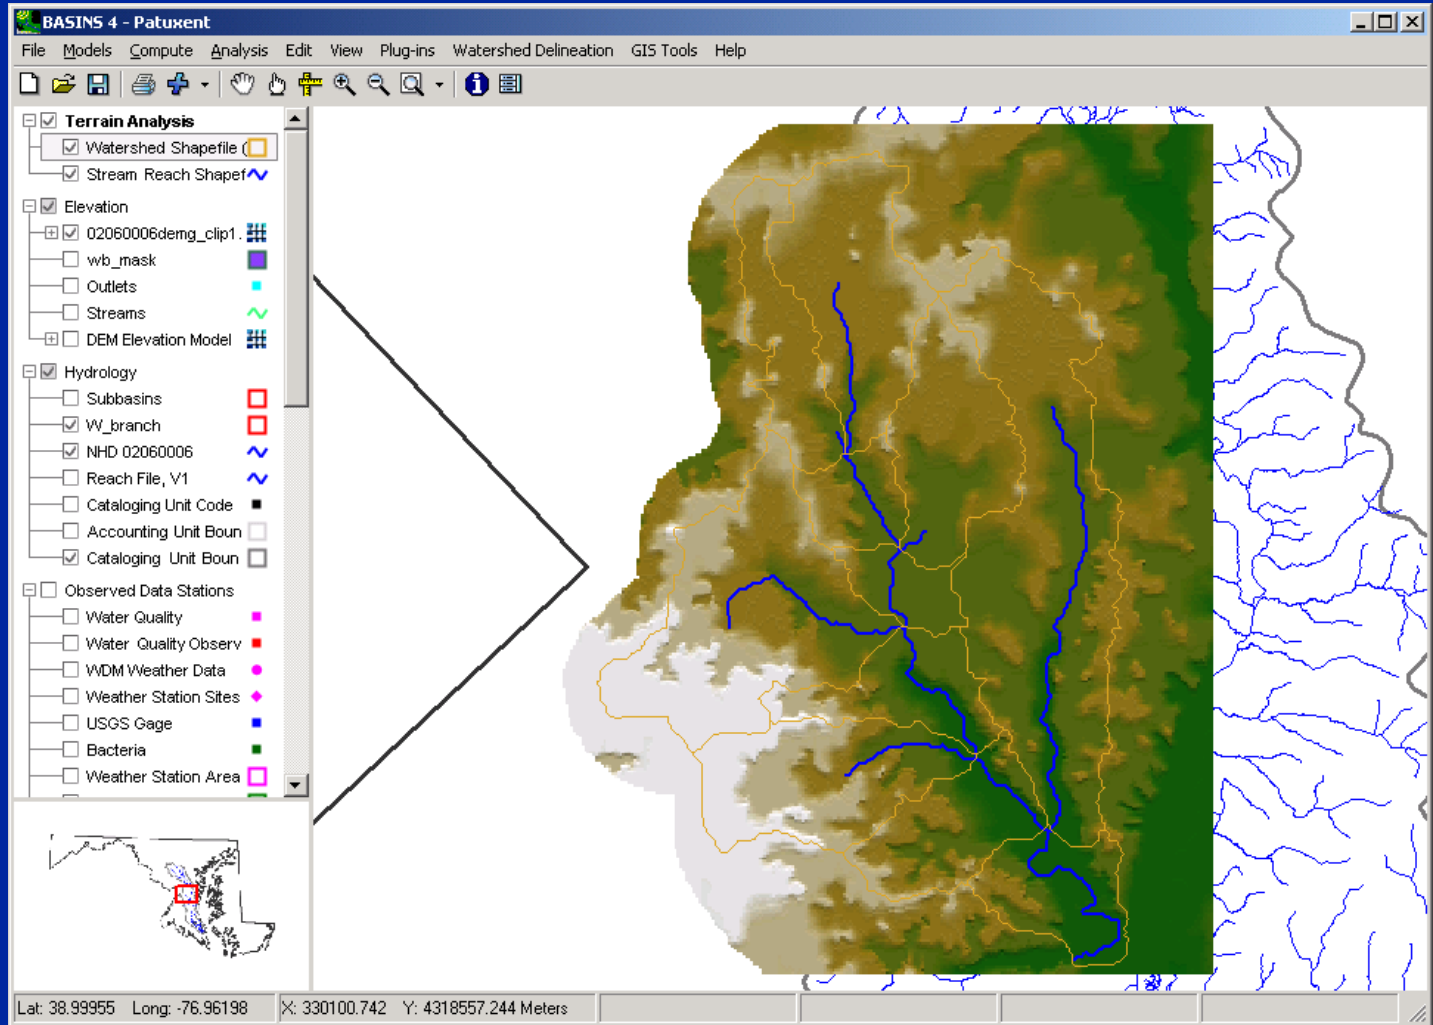 BASINS 4 - Patuxent
File Models Compute Analysis Edit View Plug-ins Watershed Delineation GIS Tools Help
Terrain Analysis
Watershed Shapefile (
Stream Reach Shapef
Elevation
02060006demg_clip1.
wb_mask
Outlets
Streams
DEM Elevation Model
Hydrology
Subbasins
W_branch
NHD 02060006
Reach File, V1
Cataloging Unit Code
Accounting Unit Boun
Cataloging Unit Boun
Observed Data Stations
Water Quality
Water Quality Observ
WDM Weather Data
Weather Station Sites
USGS Gage
Bacteria
Weather Station Area
Lat: 38.99955 Long: -76.96198 X: 330100.742 Y: 4318557.244 Meters